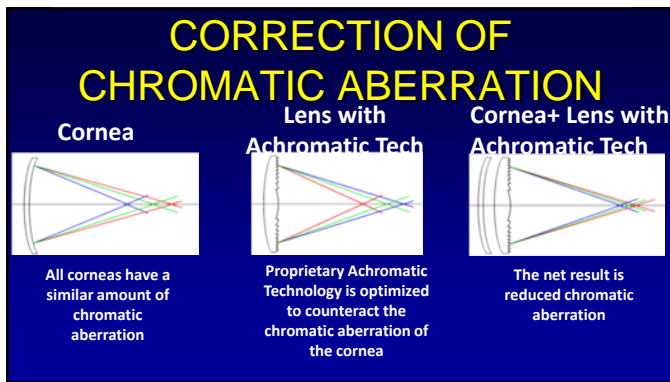 CORRECTION OF
CHROMATIC ABERRATION
Cornea
All corneas have a
similar amount of
chromatic
aberration
Lens with
Achromatic Tech
Proprietary Achromatic
Technology is optimized
to counteract the
chromatic aberration of
the cornea
Cornea+ Lens with
Achromatic Tech
The net result is
reduced chromatic
aberration